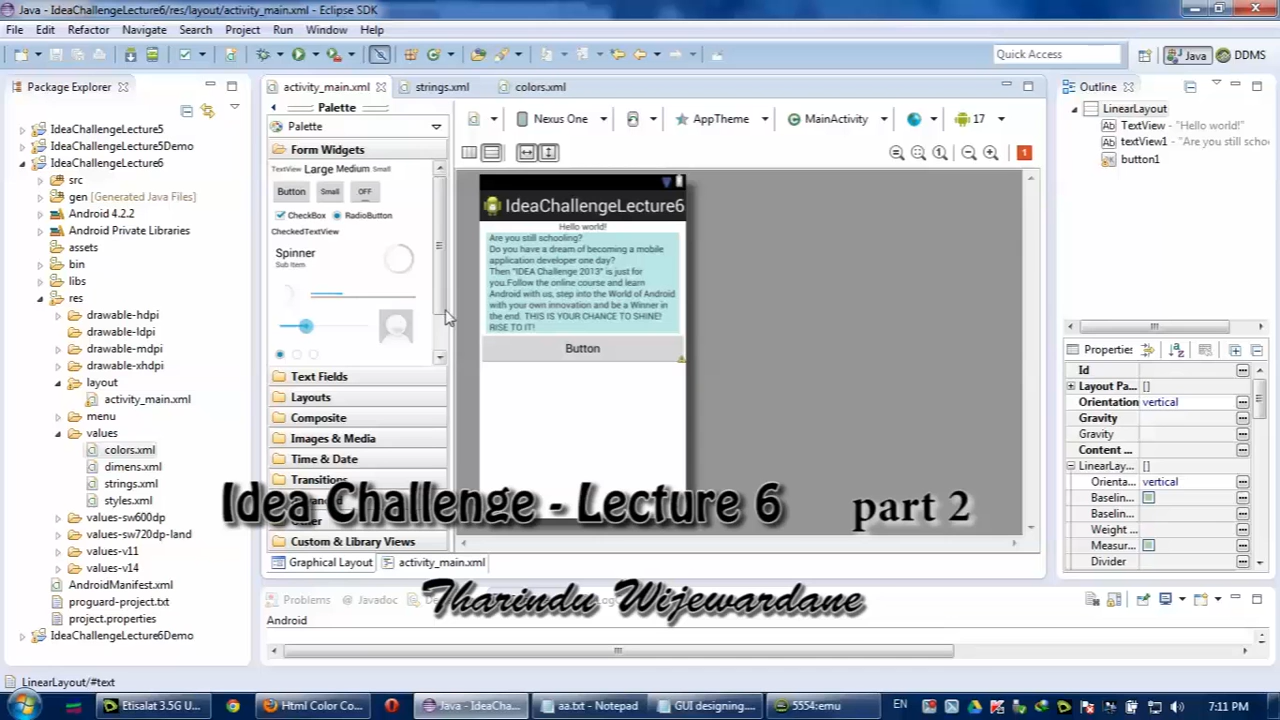 Java - IdeaChallengeLecture6/res/layout/activity_main.xml - Eclipse SDK
File Edit Refactor Navigate Search Project Run Window Help
Quick Access Java DDMS
Package Explorer
IdeaChallengeLecture5
IdeaChallengeLecture5Demo
IdeaChallengeLecture6
src
gen [Generated Java Files]
Android 4.2.2
Android Private Libraries
assets
bin
libs
res
drawable-hdpi
drawable-ldpi
drawable-mdpi
drawable-xhdpi
layout
activity_main.xml
menu
values
colors.xml
dimens.xml
strings.xml
styles.xml
values-sw600dp
values-sw720dp-land
values-v11
values-v14
AndroidManifest.xml
proguard-project.txt
project.properties
IdeaChallengeLecture6Demo
activity_main.xml strings.xml colors.xml
Palette
Palette
Form Widgets
TextView Large Medium Small
Button Small OFF
CheckBox RadioButton
CheckedTextView
Spinner
Sub Item
Text Fields
Layouts
Composite
Images & Media
Time & Date
Transitions
Custom & Library Views
Graphical Layout activity_main.xml
Nexus One AppTheme MainActivity 17
1
IdeaChallengeLecture6
Hello world!
Are you still schooling?
Do you have a dream of becoming a mobile
application developer one day?
Then "IDEA Challenge 2013" is just for
you.Follow the online course and learn
Android with us, step into the World of Android
with your own innovation and be a Winner in
the end. THIS IS YOUR CHANCE TO SHINE!
RISE TO IT!
Button
Idea Challenge - Lecture 6 part 2
Tharindu Wijewardane
Outline
LinearLayout
TextView - "Hello world!"
textView1 - "Are you still scho
button1
Properties
Id
Layout Pa... []
Orientation vertical
Gravity
Gravity
Content ...
LinearLay... []
Orienta... vertical
Baselin...
Baselin...
Weight ...
Measur...
Divider
Problems Javadoc
Android
LinearLayout/#text
Etisalat 3.5G U... Html Color Co... Java - IdeaCha... aa.txt - Notepad GUI designing.... 5554:emu EN 7:11 PM